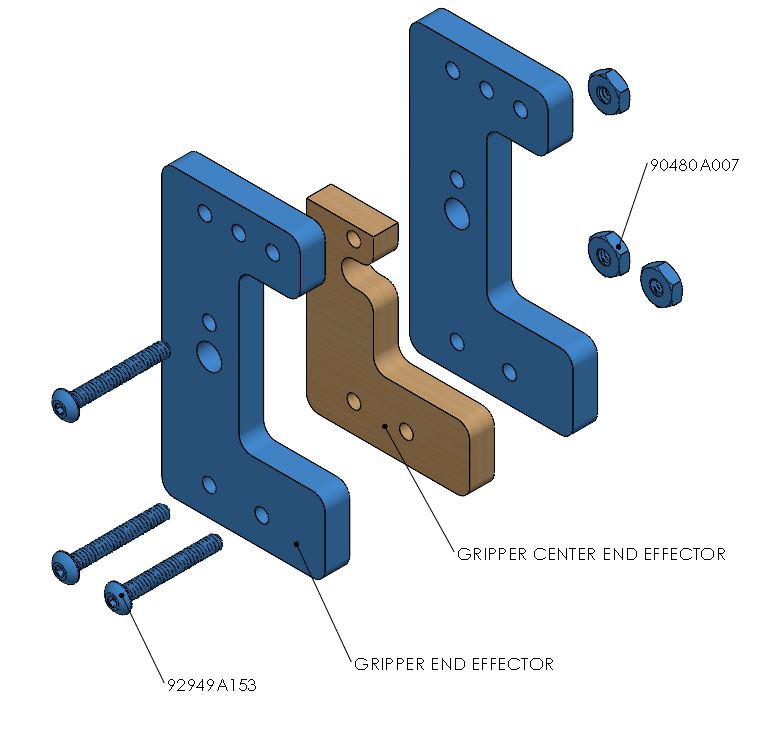 90480A007
GRIPPER CENTER END EFFECTOR
GRIPPER END EFFECTOR
92949A153